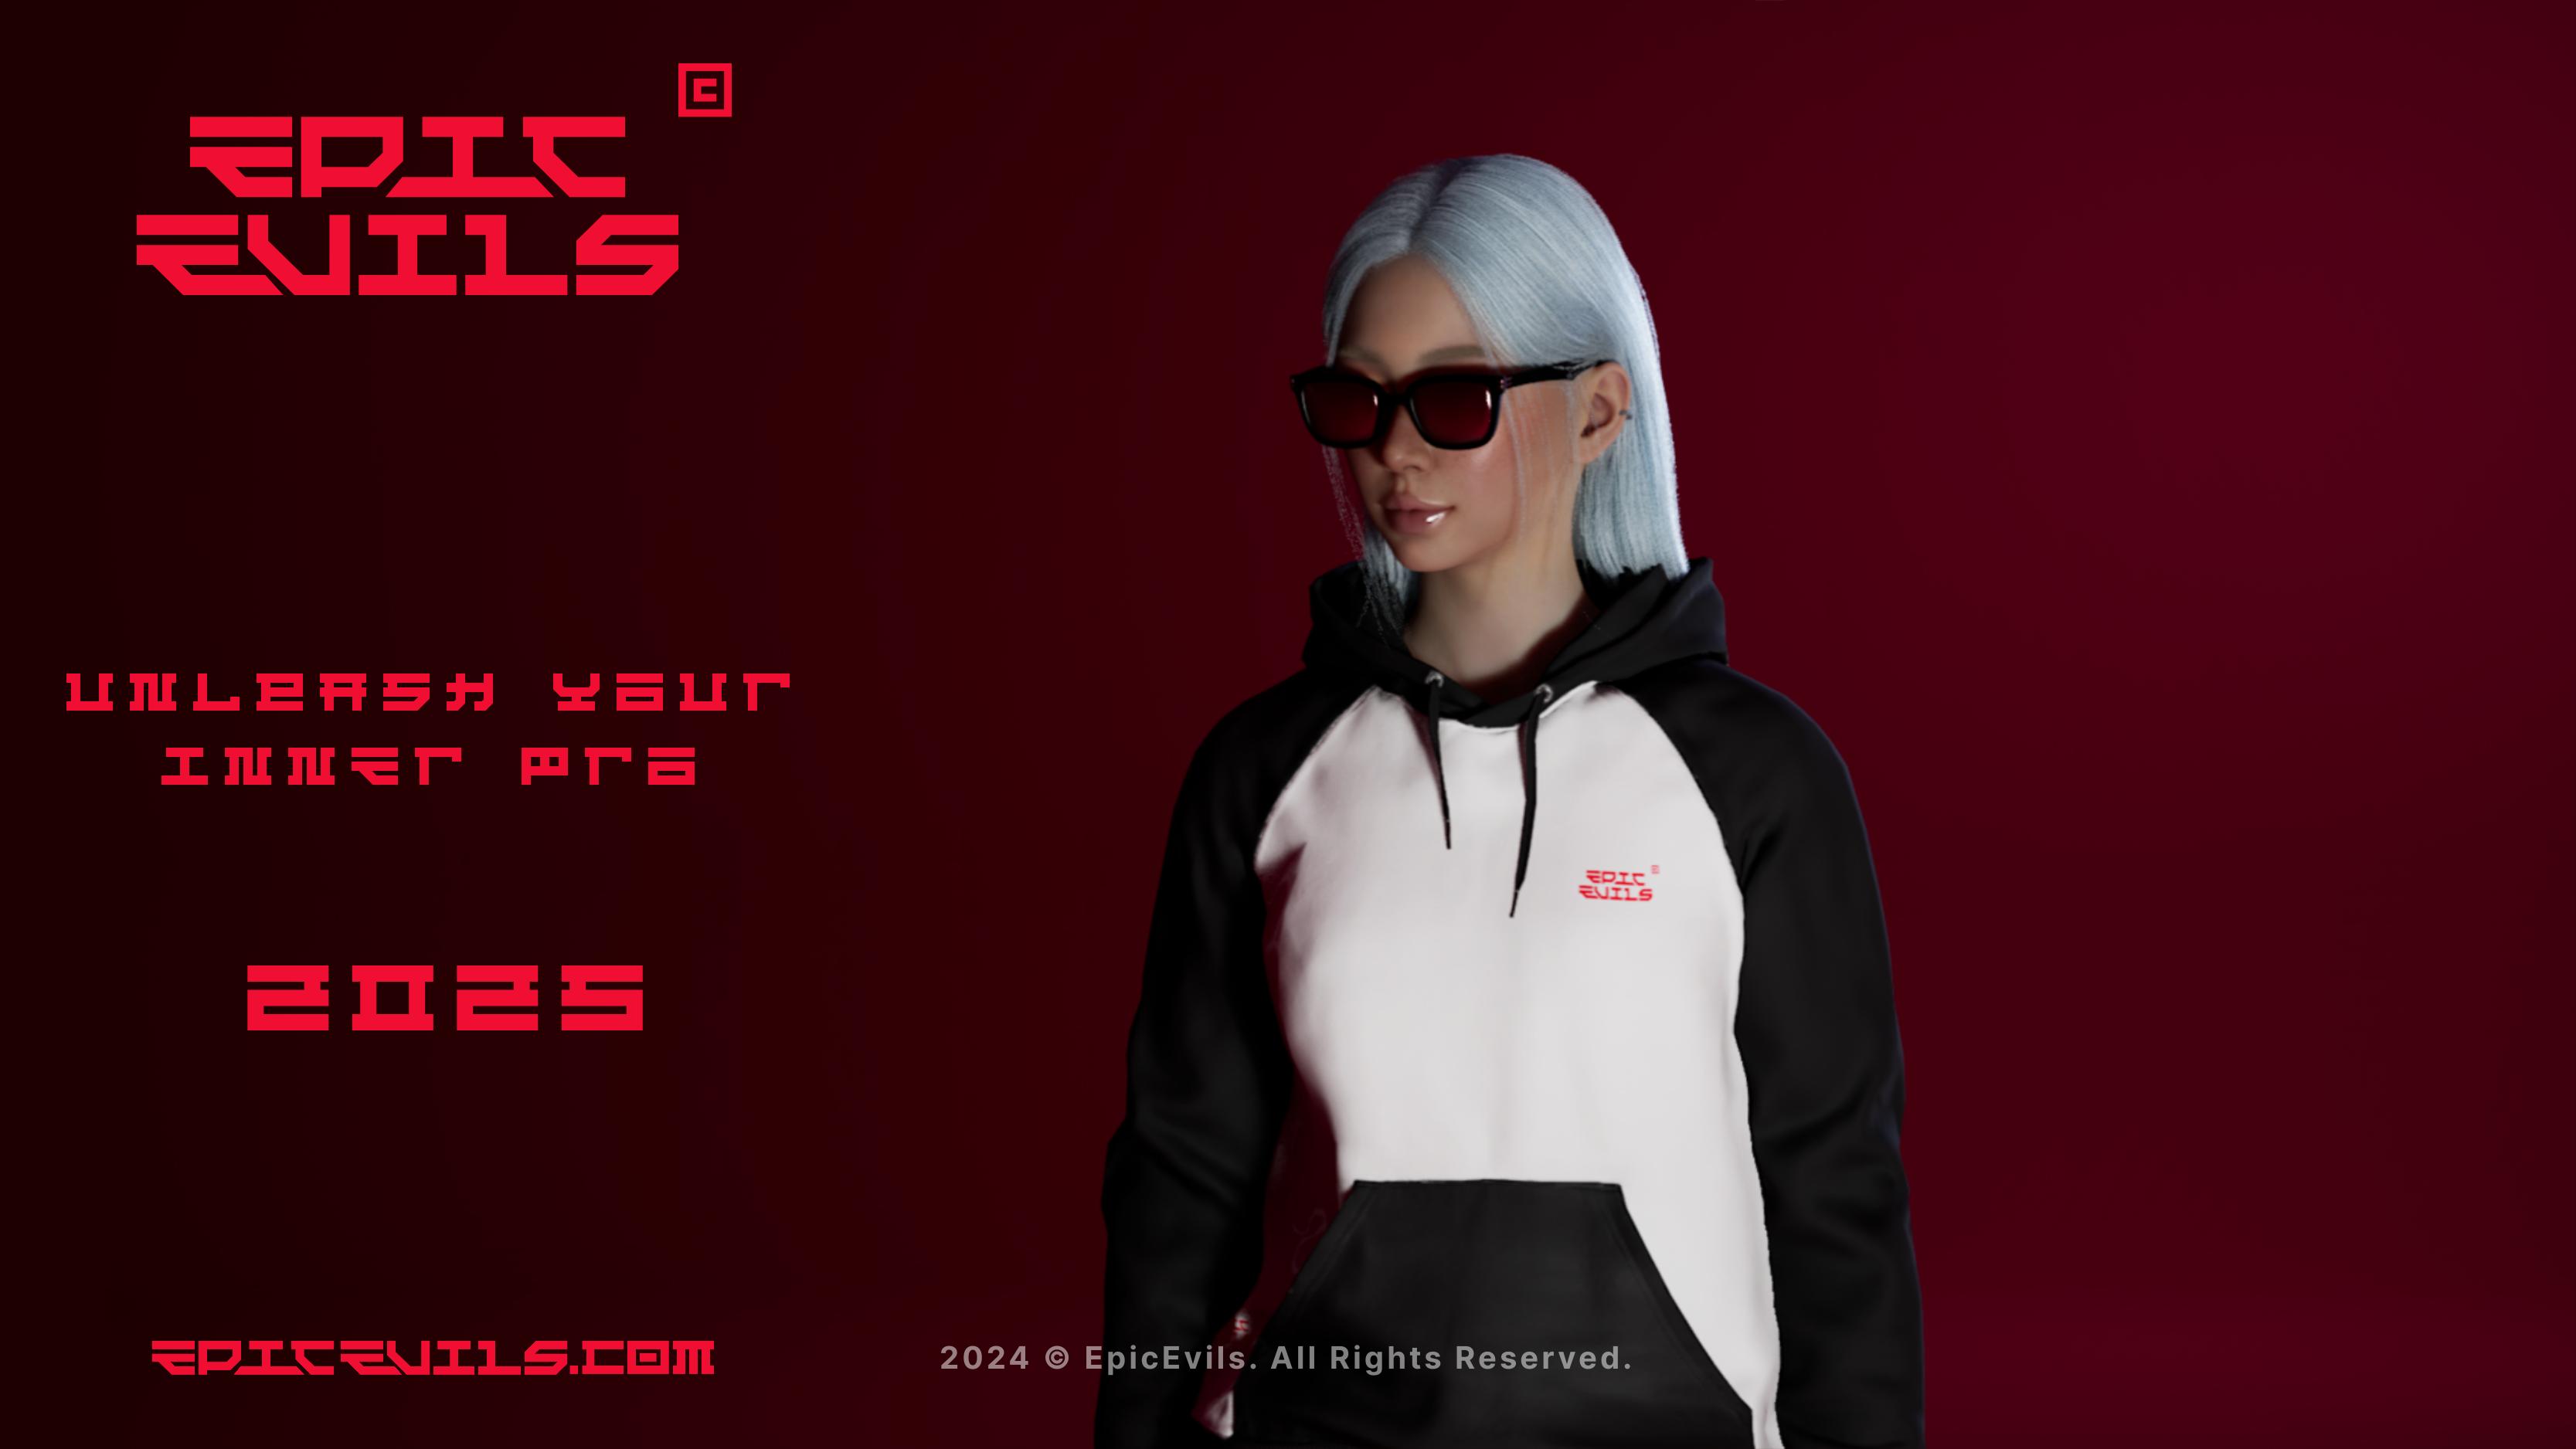 EPIC ©
EVILS
UNLEASH YOUr
INNEr PrO
2025
EPIC
EVILS
EPICEVILS.COM
2024 © EpicEvils. All Rights Reserved.